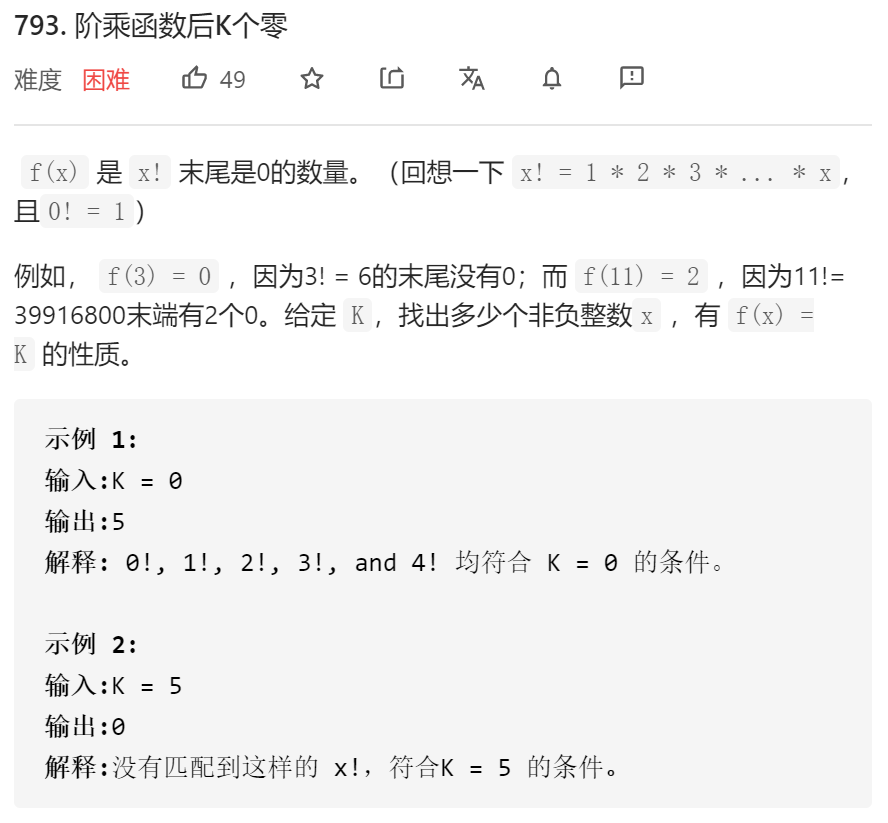 793. 阶乘函数后K个零
难度 困难 49
f(x) 是 x! 末尾是0的数量。（回想一下 x! = 1 * 2 * 3 * ... * x，
且0! = 1）
例如， f(3) = 0 ，因为3! = 6的末尾没有0；而 f(11) = 2 ，因为11!=
39916800末端有2个0。给定 K，找出多少个非负整数x ，有 f(x) =
K 的性质。
示例 1:
输入:K = 0
输出:5
解释: 0!, 1!, 2!, 3!, and 4! 均符合 K = 0 的条件。
示例 2:
输入:K = 5
输出:0
解释:没有匹配到这样的 x!，符合K = 5 的条件。